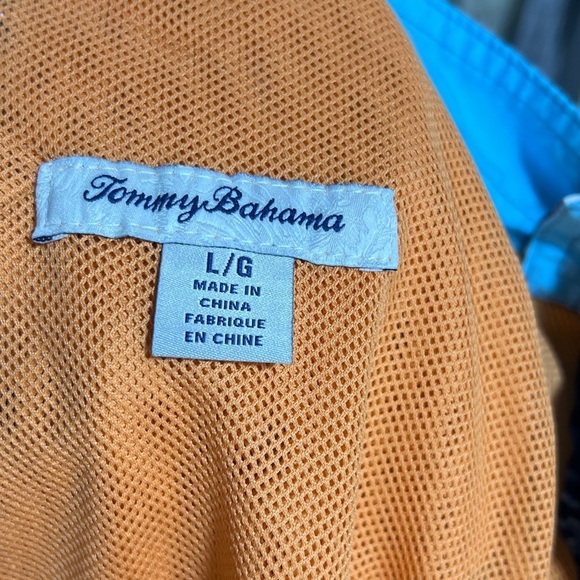 Tommy Bahama
L/G
MADE IN
CHINA
FABRIQUE
EN CHINE